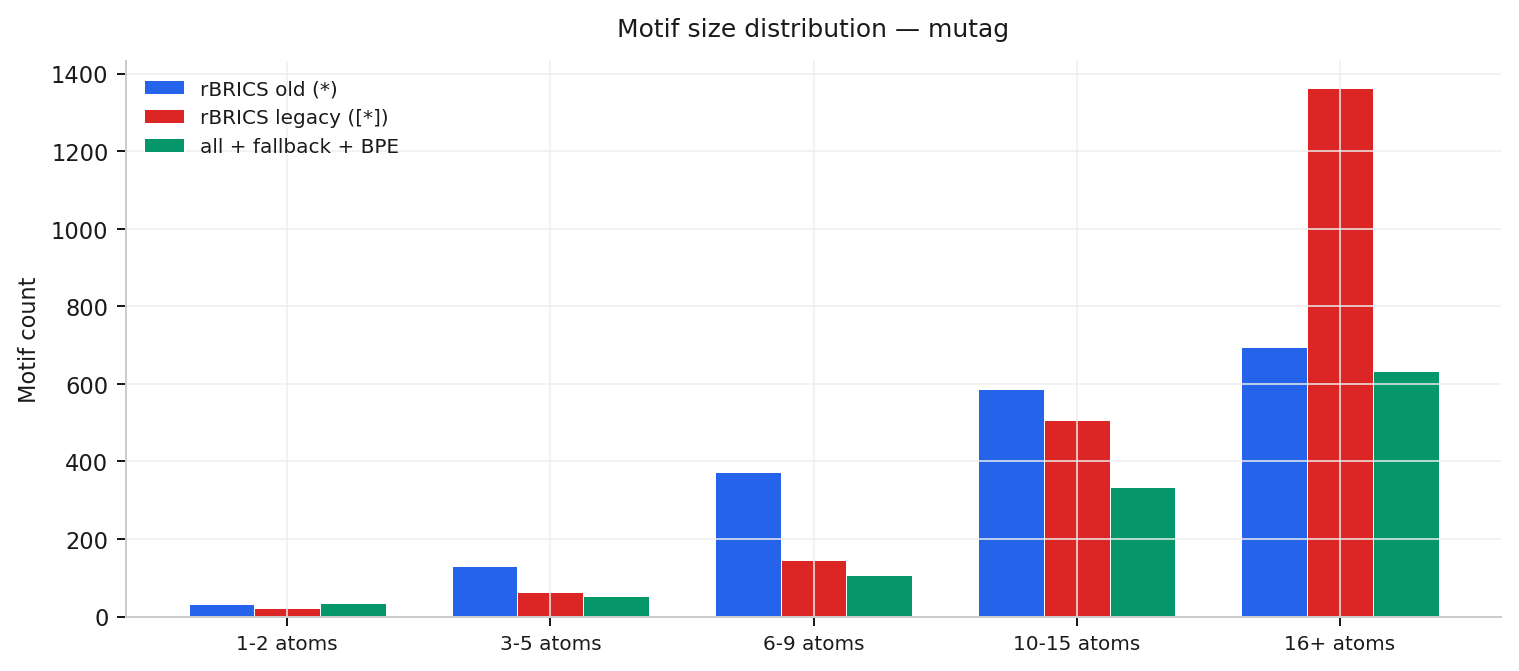 Motif size distribution — mutag
rBRICS old (*)
rBRICS legacy ([*])
all + fallback + BPE
Motif count
1400
1200
1000
800
600
400
200
0
1-2 atoms
3-5 atoms
6-9 atoms
10-15 atoms
16+ atoms